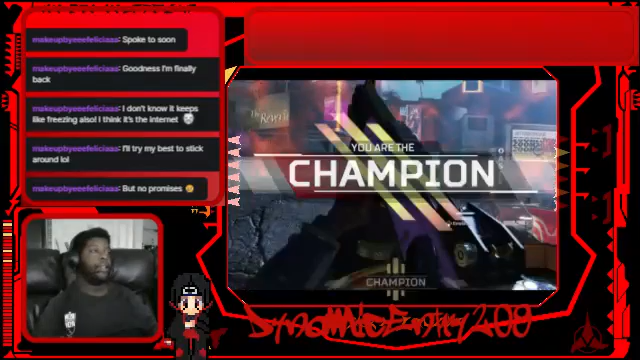 makeupbyeeefeliciaaa: Spoke to soon
makeupbyeeefeliciaaa: Goodness I'm finally
back
makeupbyeeefeliciaaa: I don't know it keeps
like freezing also! I think it's the internet
makeupbyeeefeliciaaa: I'll try my best to stick
around lol
makeupbyeeefeliciaaa: But no promises
YOU ARE THE
CHAMPION
CHAMPION